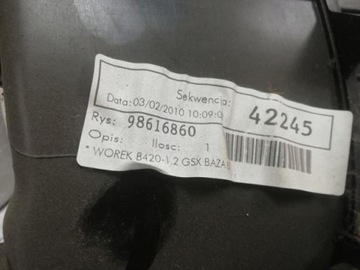 Sekwencja:
Data: 03/02/2010 10:09:0
42245
Rys: 98616860
Opis: Ilosc: 1
* WOREK B420-1,2 GSX BAZA